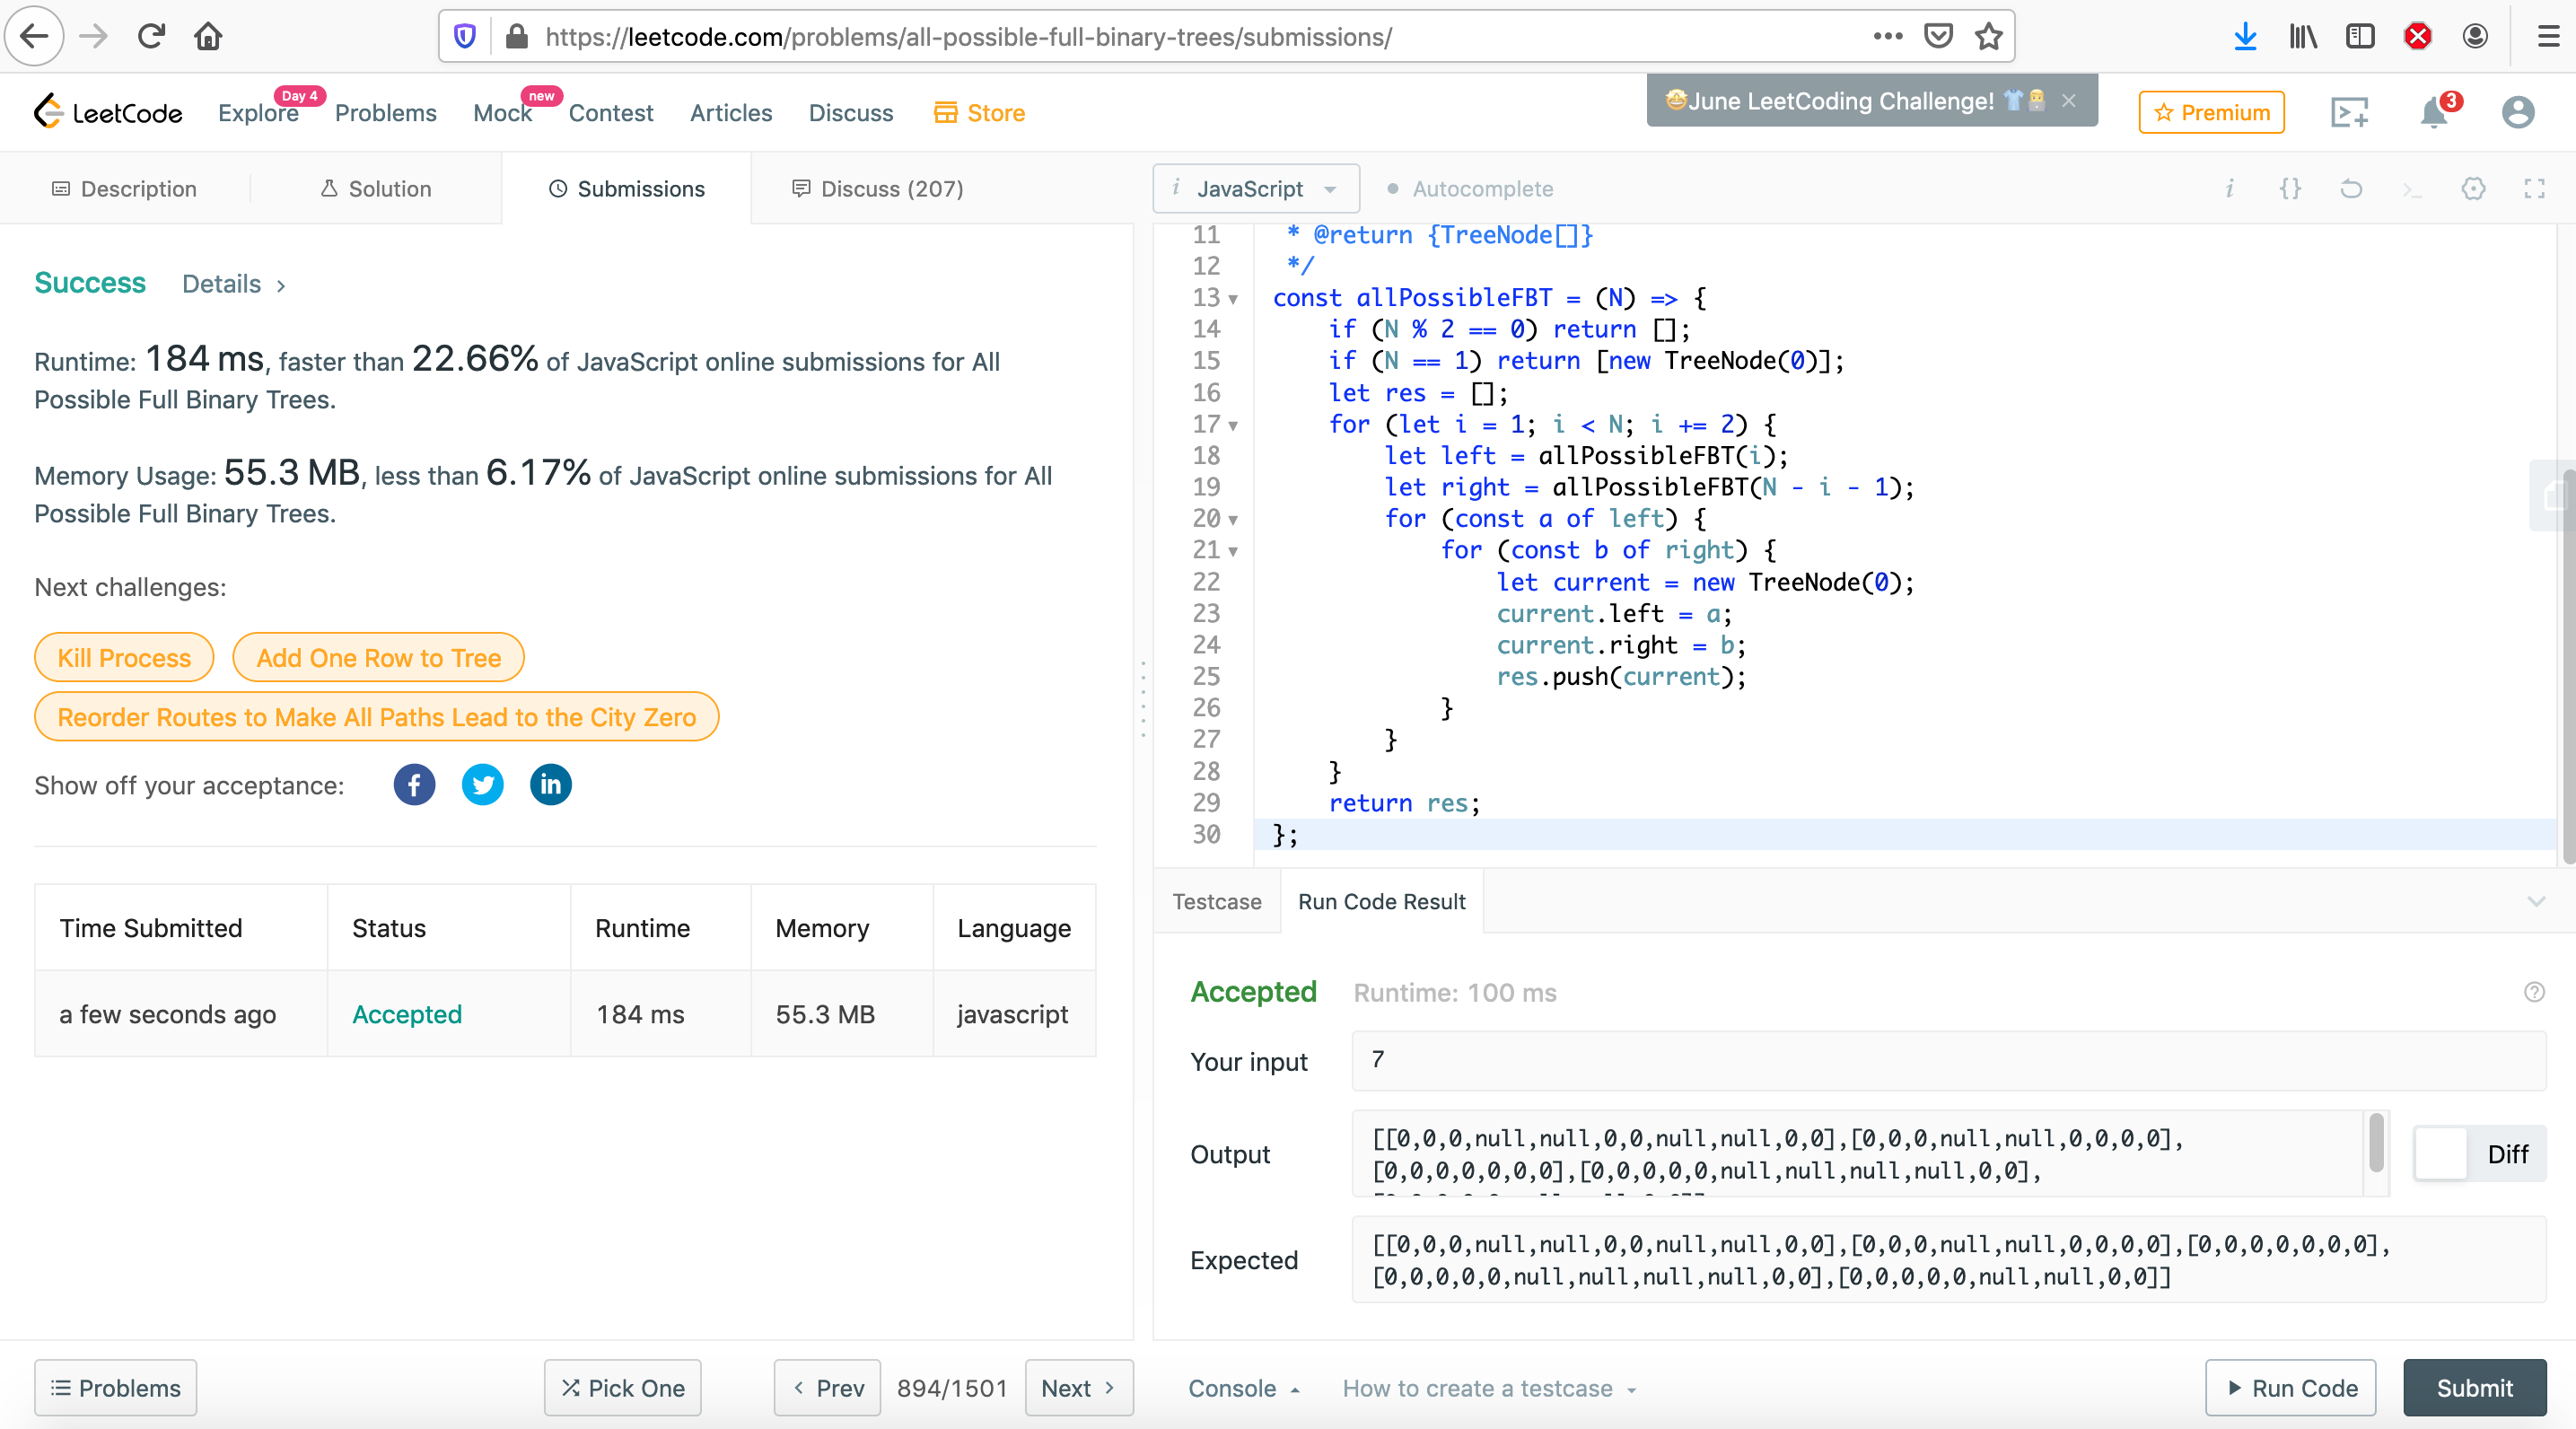 https://leetcode.com/problems/all-possible-full-binary-trees/submissions/
LeetCode
Explore
Day 4
Problems
Mock
new
Contest
Articles
Discuss
Store
🤩June LeetCoding Challenge! 👕
Premium
3
Description
Solution
Submissions
Discuss (207)
i JavaScript
Autocomplete
i {}
Success Details
Runtime: 184 ms, faster than 22.66% of JavaScript online submissions for All
Possible Full Binary Trees.
Memory Usage: 55.3 MB, less than 6.17% of JavaScript online submissions for All
Possible Full Binary Trees.
Next challenges:
Kill Process
Add One Row to Tree
Reorder Routes to Make All Paths Lead to the City Zero
Show off your acceptance:
Time Submitted Status Runtime Memory Language
a few seconds ago Accepted 184 ms 55.3 MB javascript
11 * @return {TreeNode[]}
12 */
13 const allPossibleFBT = (N) => {
14 if (N % 2 == 0) return [];
15 if (N == 1) return [new TreeNode(0)];
16 let res = [];
17 for (let i = 1; i < N; i += 2) {
18 let left = allPossibleFBT(i);
19 let right = allPossibleFBT(N - i - 1);
20 for (const a of left) {
21 for (const b of right) {
22 let current = new TreeNode(0);
23 current.left = a;
24 current.right = b;
25 res.push(current);
26 }
27 }
28 }
29 return res;
30 };
Testcase
Run Code Result
Accepted Runtime: 100 ms
Your input
7
Output
[[0,0,0,null,null,0,0,null,null,0,0],[0,0,0,null,null,0,0,0,0],
[0,0,0,0,0,0,0],[0,0,0,0,0,null,null,null,null,0,0],
Diff
Expected
[[0,0,0,null,null,0,0,null,null,0,0],[0,0,0,null,null,0,0,0,0],[0,0,0,0,0,0,0],
[0,0,0,0,0,null,null,null,null,0,0],[0,0,0,0,0,null,null,0,0]]
Problems
Pick One
Prev
894/1501
Next
Console
How to create a testcase
Run Code
Submit